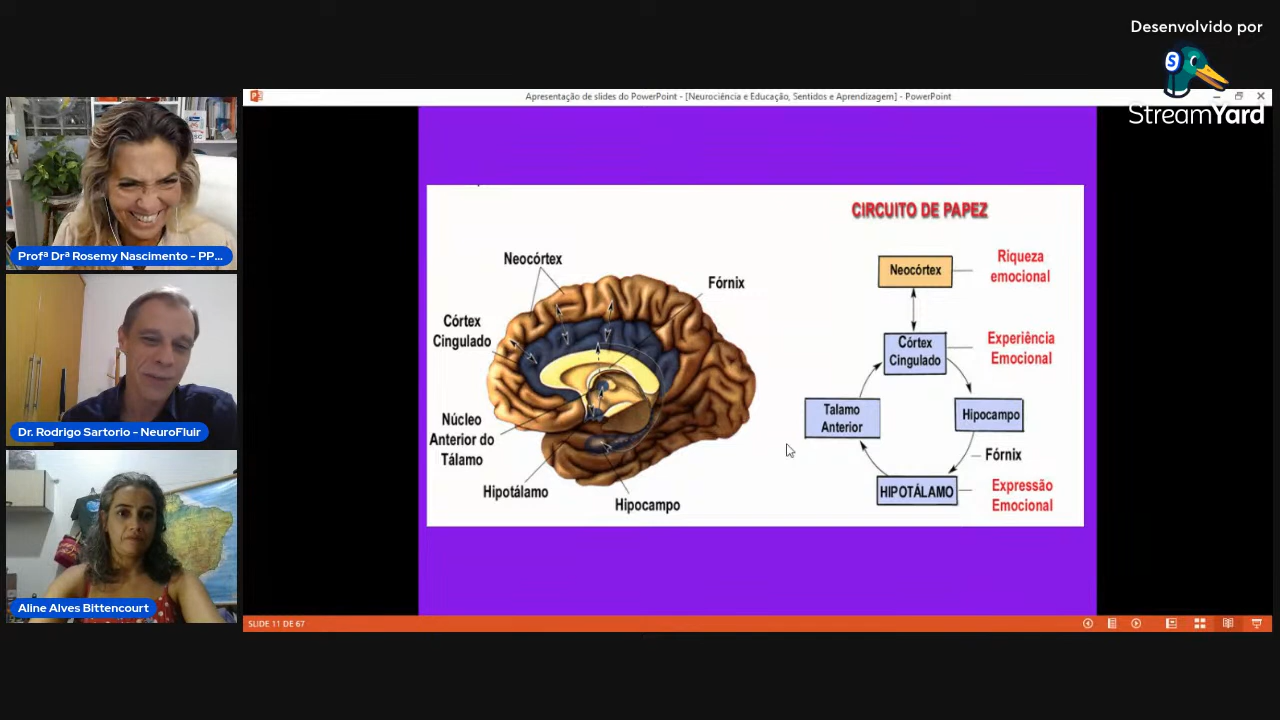 Desenvolvido por
StreamYard
Apresentação de slides do PowerPoint - [Neurociência e Educação, Sentidos e Aprendizagem] - PowerPoint
Profª Drª Rosemy Nascimento - PP...
Dr. Rodrigo Sartorio - NeuroFluir
Aline Alves Bittencourt
Neocórtex
Fórnix
Córtex
Cingulado
Núcleo
Anterior do
Tálamo
Hipotálamo
Hipocampo
CIRCUITO DE PAPEZ
Neocórtex
Riqueza
emocional
Córtex
Cingulado
Experiência
Emocional
Talamo
Anterior
Hipocampo
Fórnix
HIPOTÁLAMO
Expressão
Emocional
SLIDE 11 DE 67